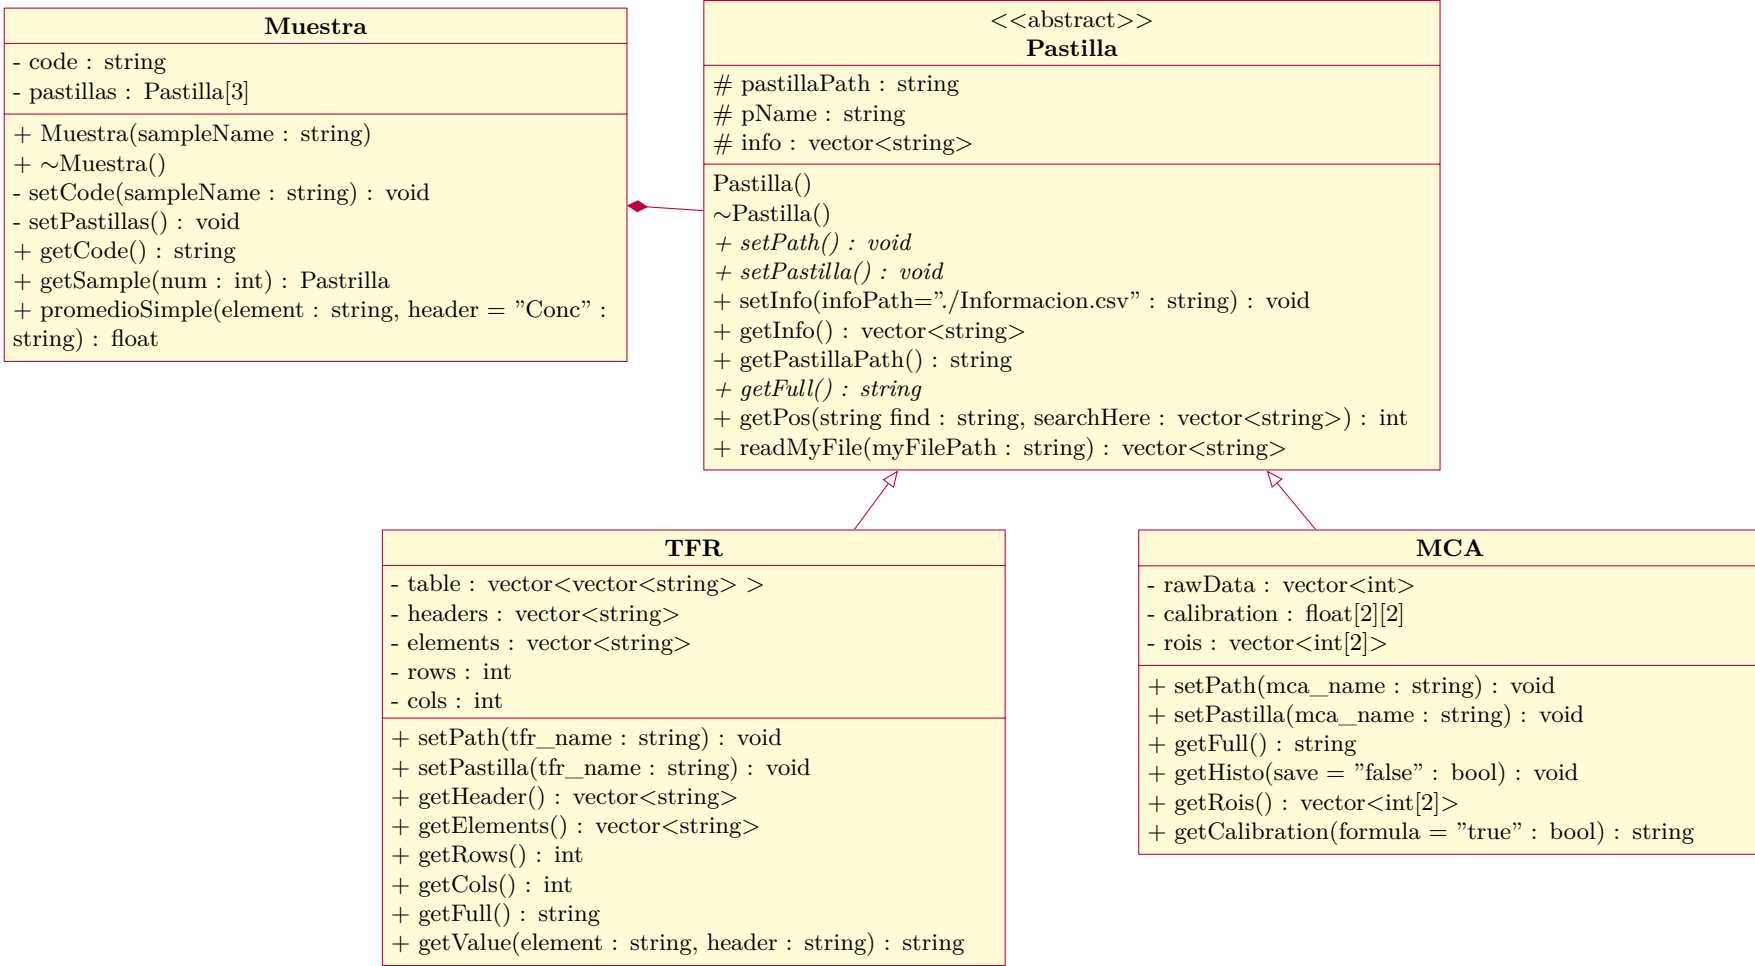 Muestra
- code : string
- pastillas : Pastilla[3]
+ Muestra(sampleName : string)
+ ∼Muestra()
- setCode(sampleName : string) : void
- setPastillas() : void
+ getCode() : string
+ getSample(num : int) : Pastrilla
+ promedioSimple(element : string, header = ”Conc” :
string) : float
<<abstract>>
Pastilla
# pastillaPath : string
# pName : string
# info : vector<string>
Pastilla()
∼Pastilla()
+ setPath() : void
+ setPastilla() : void
+ setInfo(infoPath=”./Informacion.csv” : string) : void
+ getInfo() : vector<string>
+ getPastillaPath() : string
+ getFull() : string
+ getPos(string find : string, searchHere : vector<string>) : int
+ readMyFile(myFilePath : string) : vector<string>
TFR
- table : vector<vector<string> >
- headers : vector<string>
- elements : vector<string>
- rows : int
- cols : int
+ setPath(tfr_name : string) : void
+ setPastilla(tfr_name : string) : void
+ getHeader() : vector<string>
+ getElements() : vector<string>
+ getRows() : int
+ getCols() : int
+ getFull() : string
+ getValue(element : string, header : string) : string
MCA
- rawData : vector<int>
- calibration : float[2][2]
- rois : vector<int[2]>
+ setPath(mca_name : string) : void
+ setPastilla(mca_name : string) : void
+ getFull() : string
+ getHisto(save = ”false” : bool) : void
+ getRois() : vector<int[2]>
+ getCalibration(formula = ”true” : bool) : string